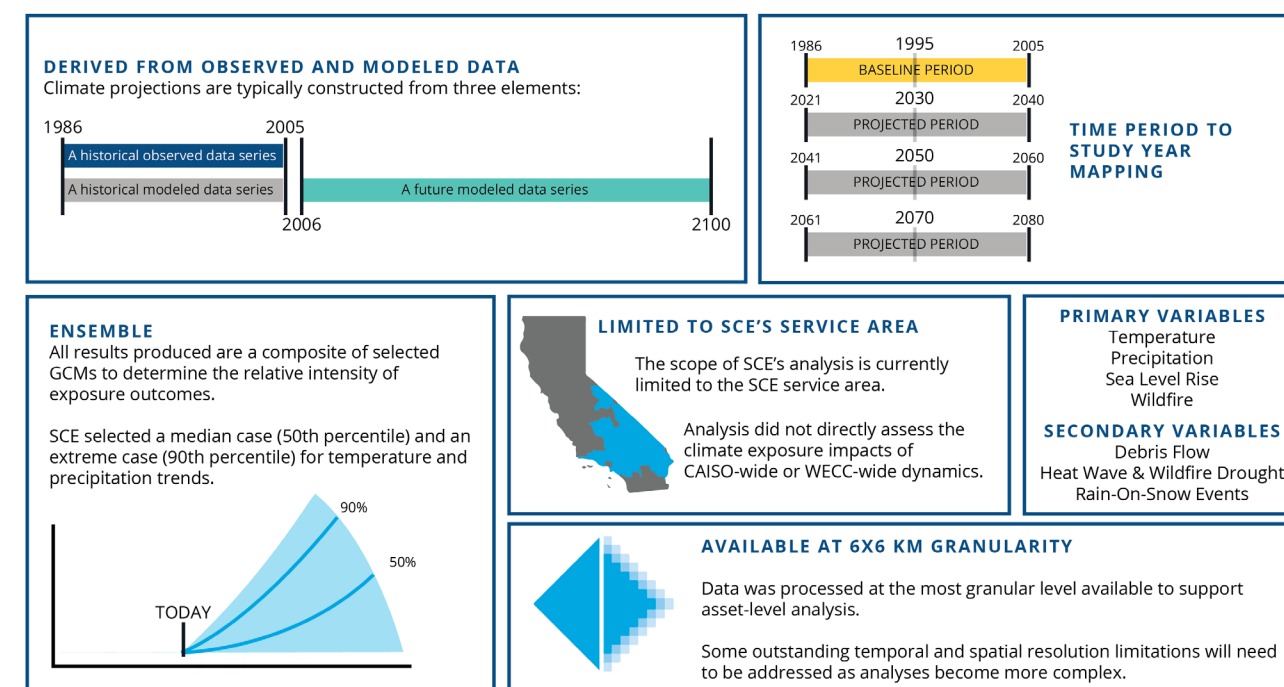 DERIVED FROM OBSERVED AND MODELED DATA
Climate projections are typically constructed from three elements:
1986
2005
A historical observed data series
A historical modeled data series
A future modeled data series
2006
2100
1986
1995
2005
BASELINE PERIOD
2021
2030
2040
PROJECTED PERIOD
2041
2050
2060
PROJECTED PERIOD
2061
2070
2080
PROJECTED PERIOD
TIME PERIOD TO
STUDY YEAR
MAPPING
ENSEMBLE
All results produced are a composite of selected
GCMs to determine the relative intensity of
exposure outcomes.
SCE selected a median case (50th percentile) and an
extreme case (90th percentile) for temperature and
precipitation trends.
90%
50%
TODAY
LIMITED TO SCE'S SERVICE AREA
The scope of SCE's analysis is currently
limited to the SCE service area.
Analysis did not directly assess the
climate exposure impacts of
CAISO-wide or WECC-wide dynamics.
PRIMARY VARIABLES
Temperature
Precipitation
Sea Level Rise
Wildfire
SECONDARY VARIABLES
Debris Flow
Heat Wave & Wildfire Drought
Rain-On-Snow Events
AVAILABLE AT 6X6 KM GRANULARITY
Data was processed at the most granular level available to support
asset-level analysis.
Some outstanding temporal and spatial resolution limitations will need
to be addressed as analyses become more complex.